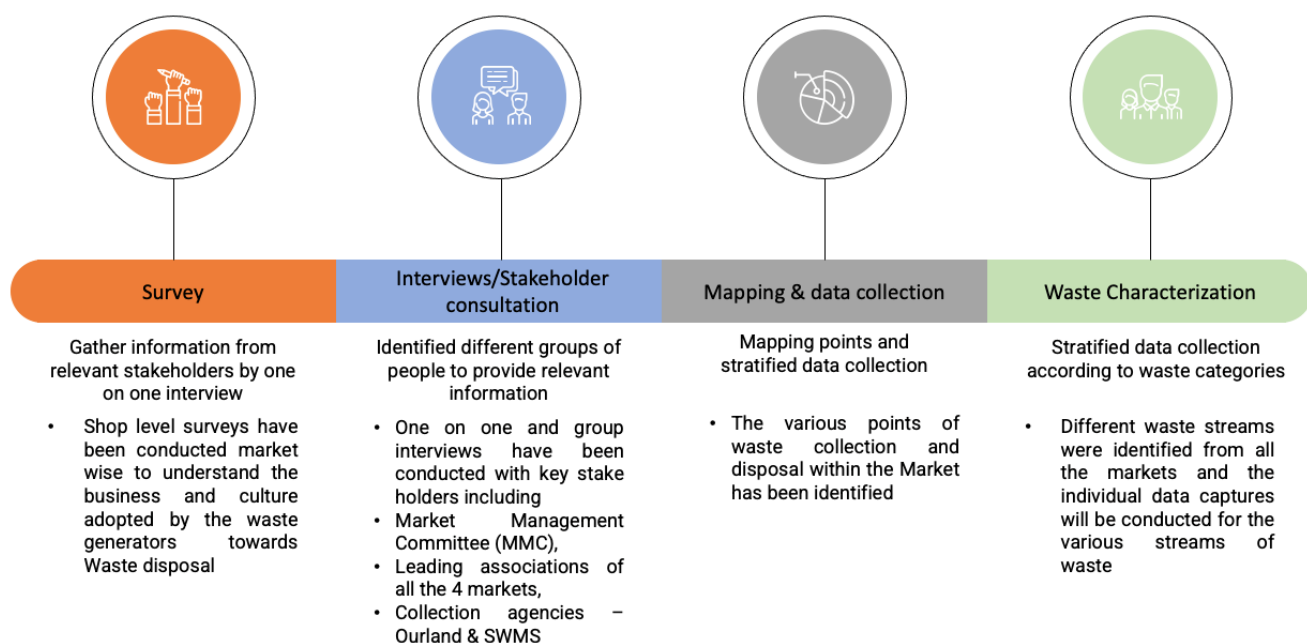 Survey
Interviews/Stakeholder
consultation
Mapping & data collection
Waste Characterization
Gather information from
relevant stakeholders by one
on one interview
• Shop level surveys have
been conducted market
wise to understand the
business and culture
adopted by the waste
generators towards
Waste disposal
Identified different groups of
people to provide relevant
information
• One on one and group
interviews have been
conducted with key stake
holders including
• Market Management
Committee (MMC),
• Leading associations of
all the 4 markets,
• Collection agencies –
Ourland & SWMS
Mapping points and
stratified data collection
• The various points of
waste collection and
disposal within the Market
has been identified
Stratified data collection
according to waste categories
• Different waste streams
were identified from all
the markets and the
individual data captures
will be conducted for the
various streams of
waste